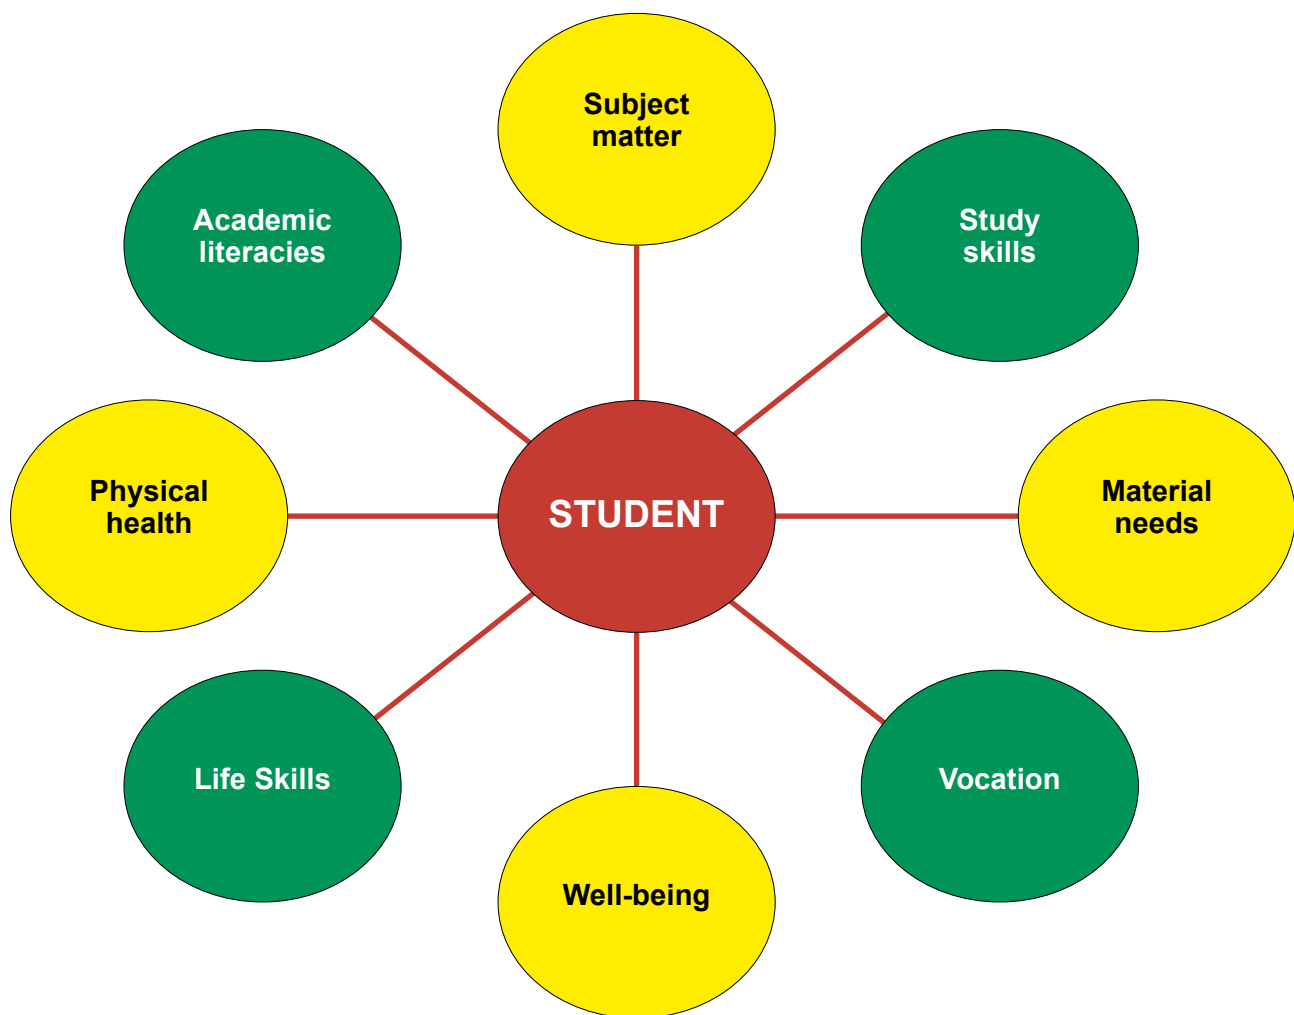 Subject
matter
Academic
literacies
Study
skills
Physical
health
STUDENT
Material
needs
Life Skills
Vocation
Well-being